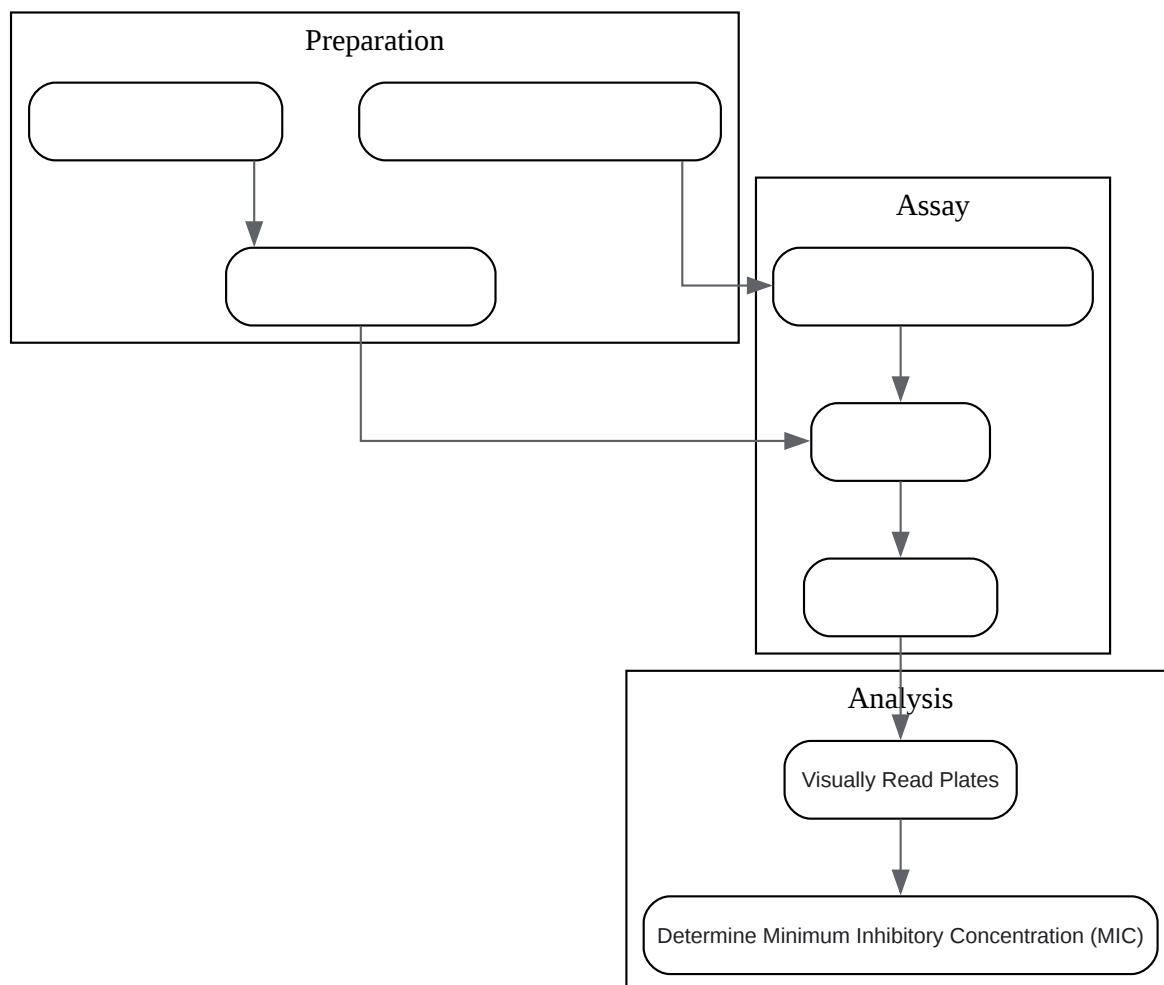 Preparation
Assay
Analysis
Visually Read Plates
Determine Minimum Inhibitory Concentration (MIC)